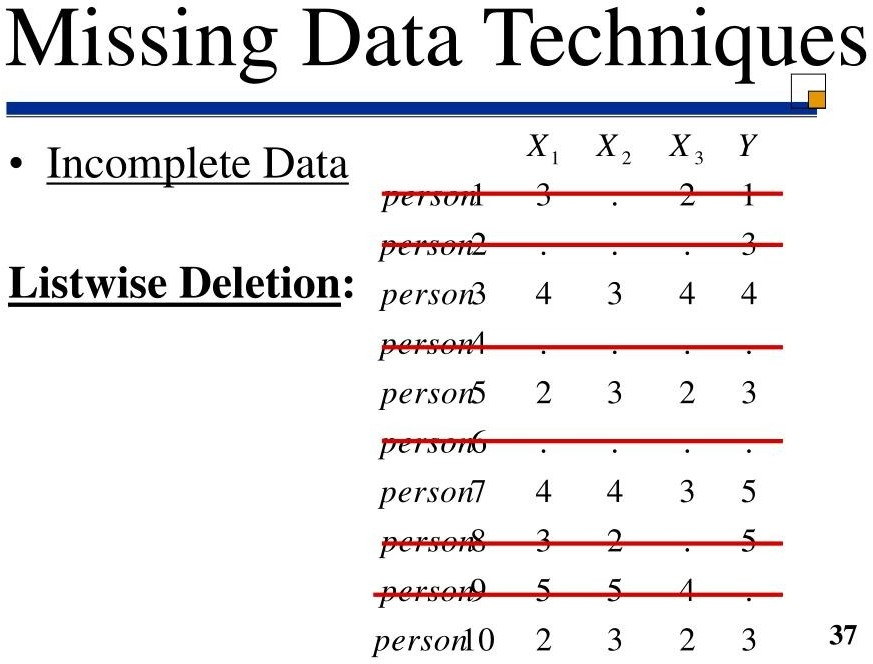 Missing Data Techniques
• Incomplete Data
Listwise Deletion:
X1 X2 X3 Y
person1 3 . 2 1
person2 . . . 3
person3 4 3 4 4
person4 . . . .
person5 2 3 2 3
person6 . . . .
person7 4 4 3 5
person8 3 2 . 5
person9 5 5 4 .
person10 2 3 2 3
37